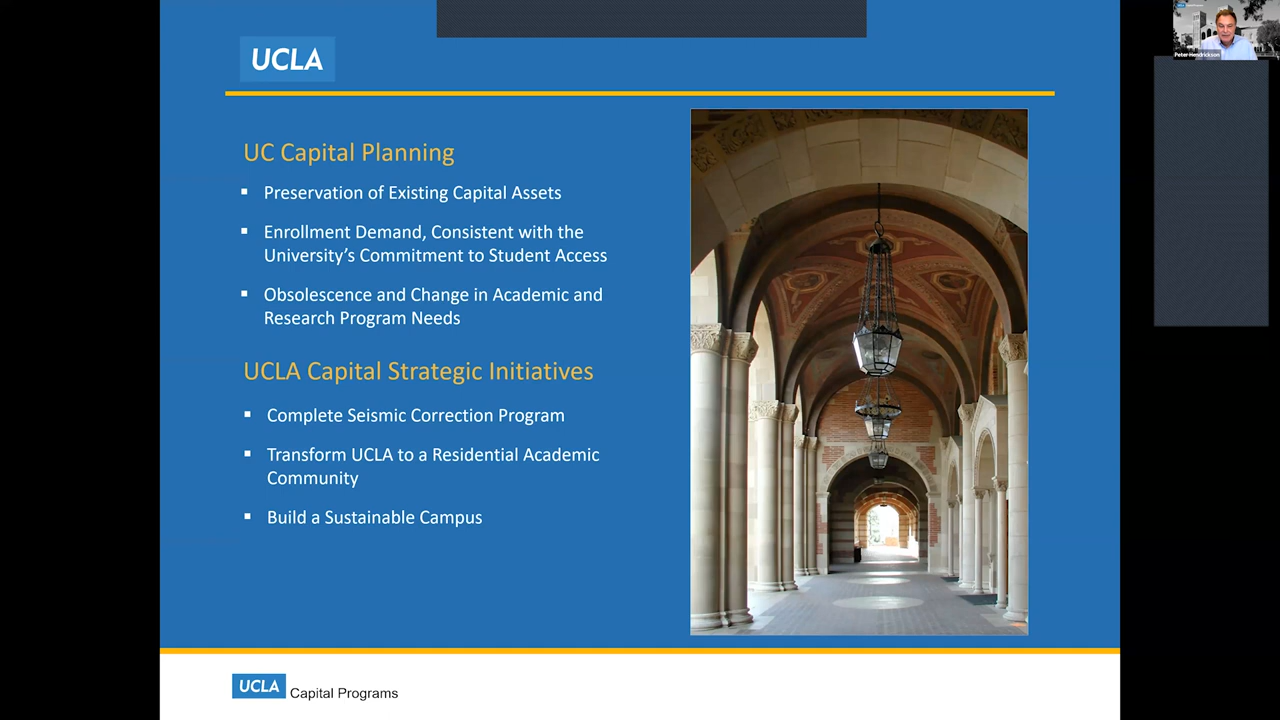 UCLA
UC Capital Planning
Preservation of Existing Capital Assets
Enrollment Demand, Consistent with the
University's Commitment to Student Access
Obsolescence and Change in Academic and
Research Program Needs
UCLA Capital Strategic Initiatives
Complete Seismic Correction Program
Transform UCLA to a Residential Academic
Community
Build a Sustainable Campus
UCLA Capital Programs
Peter Hendrickson